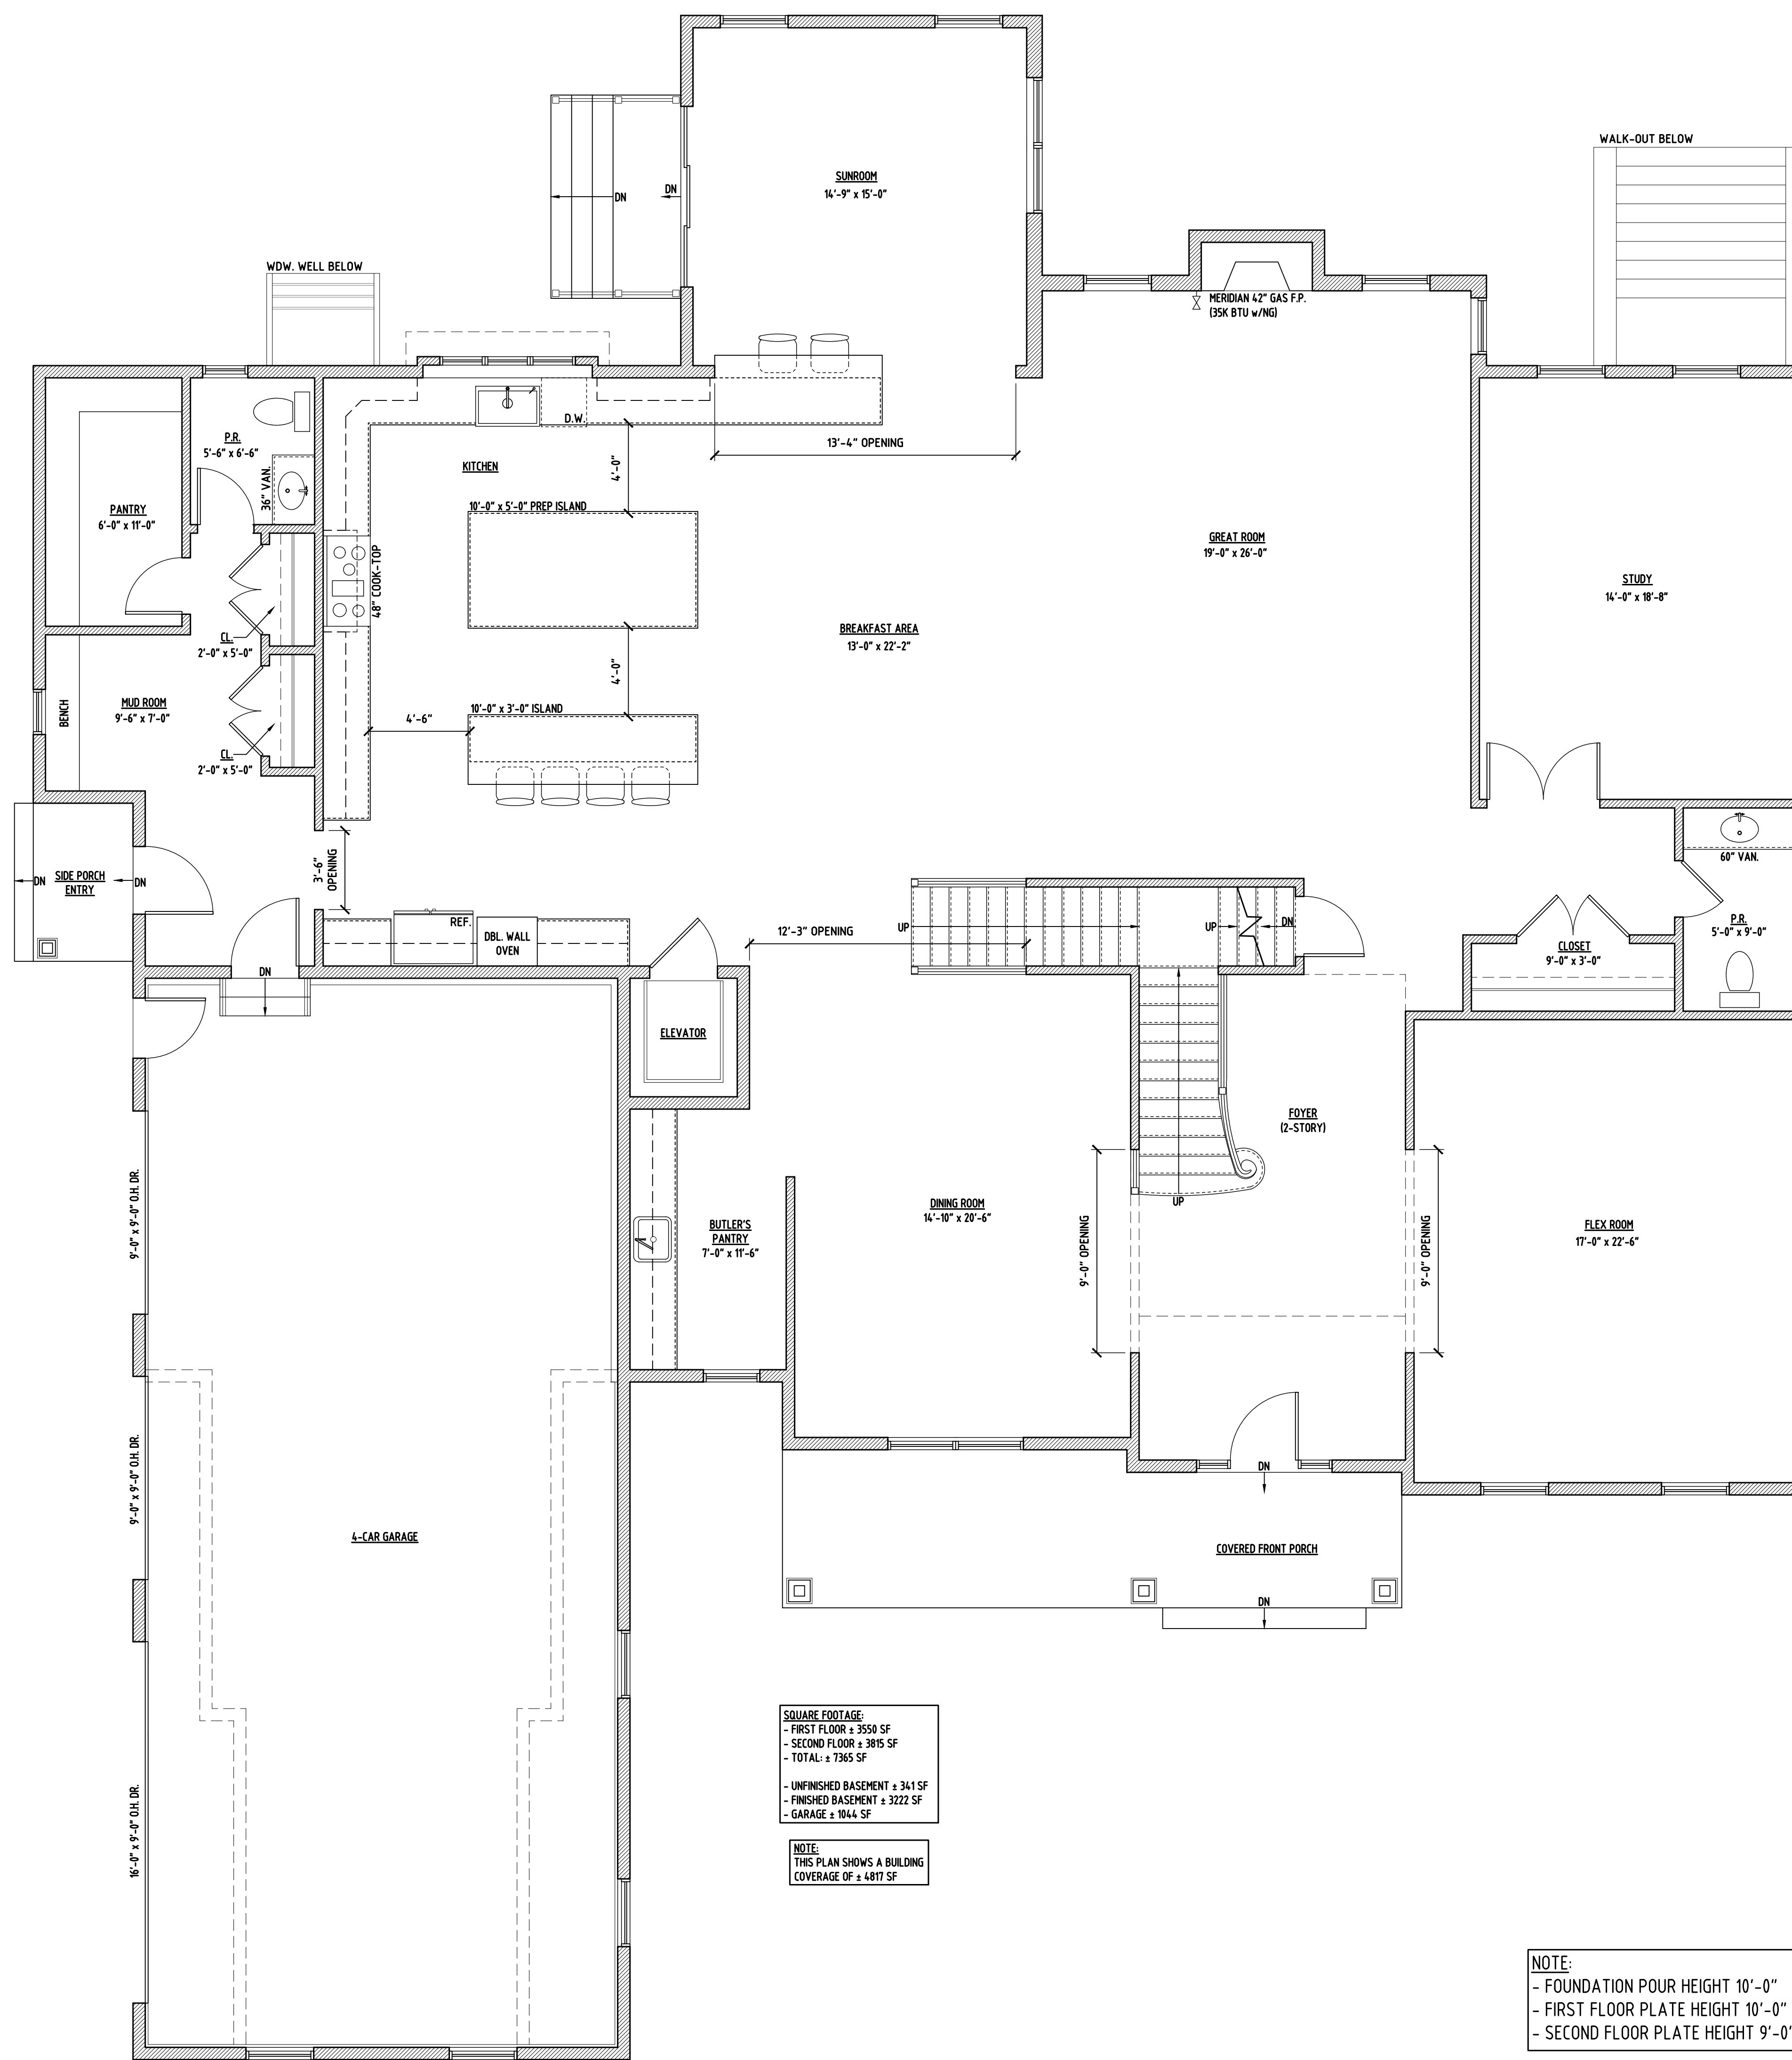 WALK-OUT BELOW
SUNROOM
14'-9" x 15'-0"
DN
DN
WDW. WELL BELOW
MERIDIAN 42" GAS F.P.
(35K BTU w/NG)
P.R.
5'-6" x 6'-6"
36" VAN.
D.W.
13'-4" OPENING
KITCHEN
4'-0"
PANTRY
6'-0" x 11'-0"
10'-0" x 5'-0" PREP ISLAND
48" COOK-TOP
GREAT ROOM
19'-0" x 26'-0"
STUDY
14'-0" x 18'-8"
BREAKFAST AREA
13'-0" x 22'-2"
CL.
2'-0" x 5'-0"
4'-0"
MUD ROOM
9'-6" x 7'-0"
BENCH
10'-0" x 3'-0" ISLAND
4'-6"
CL.
2'-0" x 5'-0"
60" VAN.
3'-6"
OPENING
SIDE PORCH
ENTRY
DN
DN
REF.
DBL. WALL
OVEN
12'-3" OPENING
UP
UP
DN
P.R.
5'-0" x 9'-0"
CLOSET
9'-0" x 3'-0"
DN
ELEVATOR
FOYER
(2-STORY)
9'-0" x 9'-0" O.H. DR.
BUTLER'S
PANTRY
7'-0" x 11'-6"
DINING ROOM
14'-10" x 20'-6"
UP
9'-0" OPENING
9'-0" OPENING
FLEX ROOM
17'-0" x 22'-6"
9'-0" x 9'-0" O.H. DR.
DN
4-CAR GARAGE
COVERED FRONT PORCH
DN
16'-0" x 9'-0" O.H. DR.
SQUARE FOOTAGE:
- FIRST FLOOR ± 3550 SF
- SECOND FLOOR ± 3815 SF
- TOTAL: ± 7365 SF
- UNFINISHED BASEMENT ± 341 SF
- FINISHED BASEMENT ± 3222 SF
- GARAGE ± 1044 SF
NOTE:
THIS PLAN SHOWS A BUILDING
COVERAGE OF ± 4817 SF
NOTE:
- FOUNDATION POUR HEIGHT 10'-0"
- FIRST FLOOR PLATE HEIGHT 10'-0"
- SECOND FLOOR PLATE HEIGHT 9'-0"